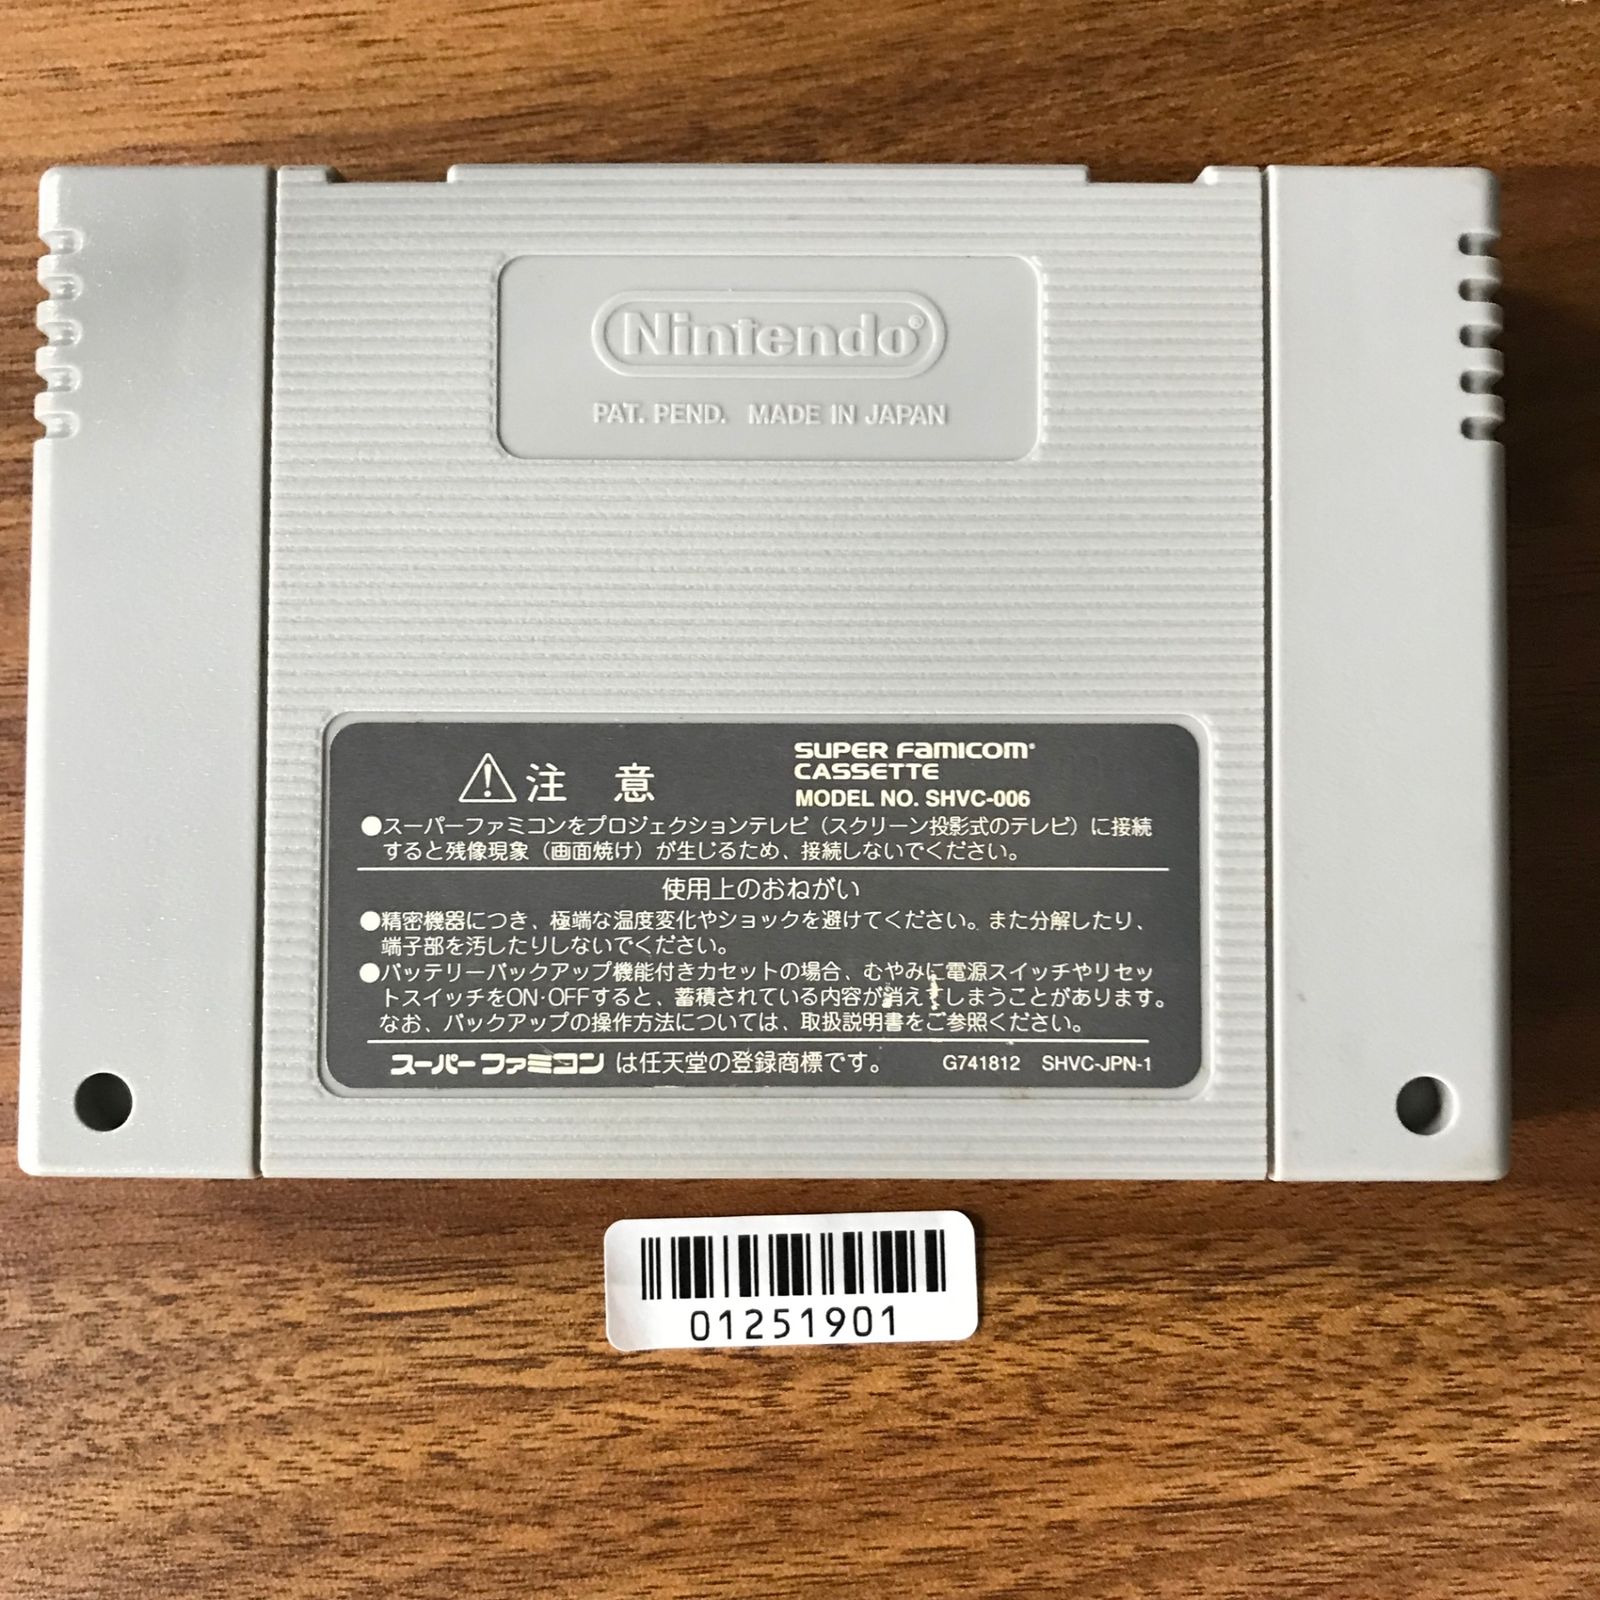 Nintendo®
PAT. PEND. MADE IN JAPAN
注 意
SUPER FAMICOM®
CASSETTE
MODEL NO. SHVC-006
●スーパーファミコンをプロジェクションテレビ（スクリーン投影式のテレビ）に接続
すると残像現象（画面焼け）が生じるため、接続しないでください。
使用上のおねがい
●精密機器につき、極端な温度変化やショックを避けてください。また分解したり、
端子部を汚したりしないでください。
●バッテリーバックアップ機能付きカセットの場合、むやみに電源スイッチやリセッ
トスイッチをON·OFFすると、蓄積されている内容が消えてしまうことがあります。
なお、バックアップの操作方法については、取扱説明書をご参照ください。
スーパーファミコンは任天堂の登録商標です。 G741812 SHVC-JPN-1
01251901